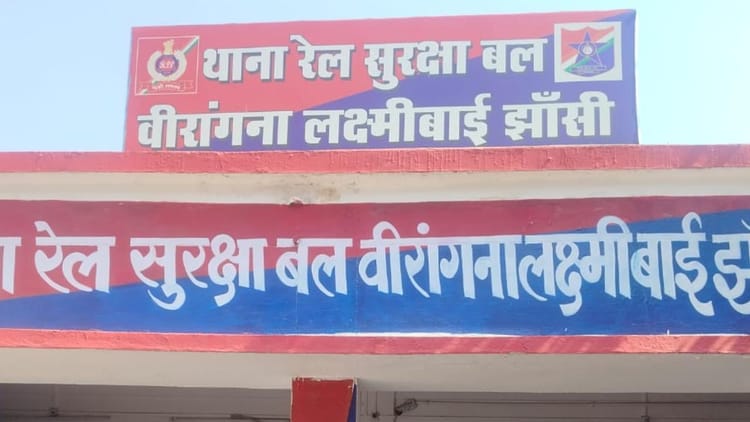 थाना रेल सुरक्षा बल
वीरांगना लक्ष्मीबाई झाँसी
रेल सुरक्षा बल वीरांगना लक्ष्मीबाई